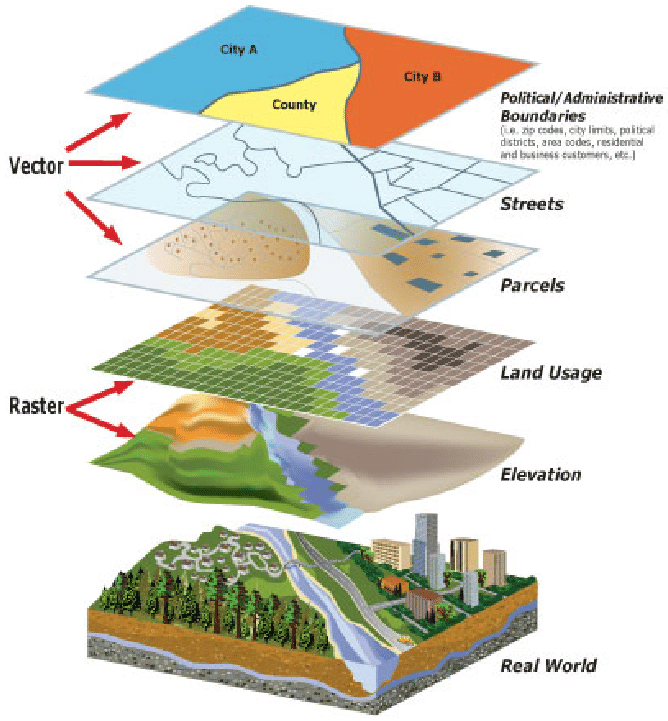 City A
City B
County
Political/Administrative
Boundaries
(i.e. zip codes, city limits, political
districts, area codes, residential
and business customers, etc.)
Vector
Streets
Parcels
Land Usage
Raster
Elevation
Real World